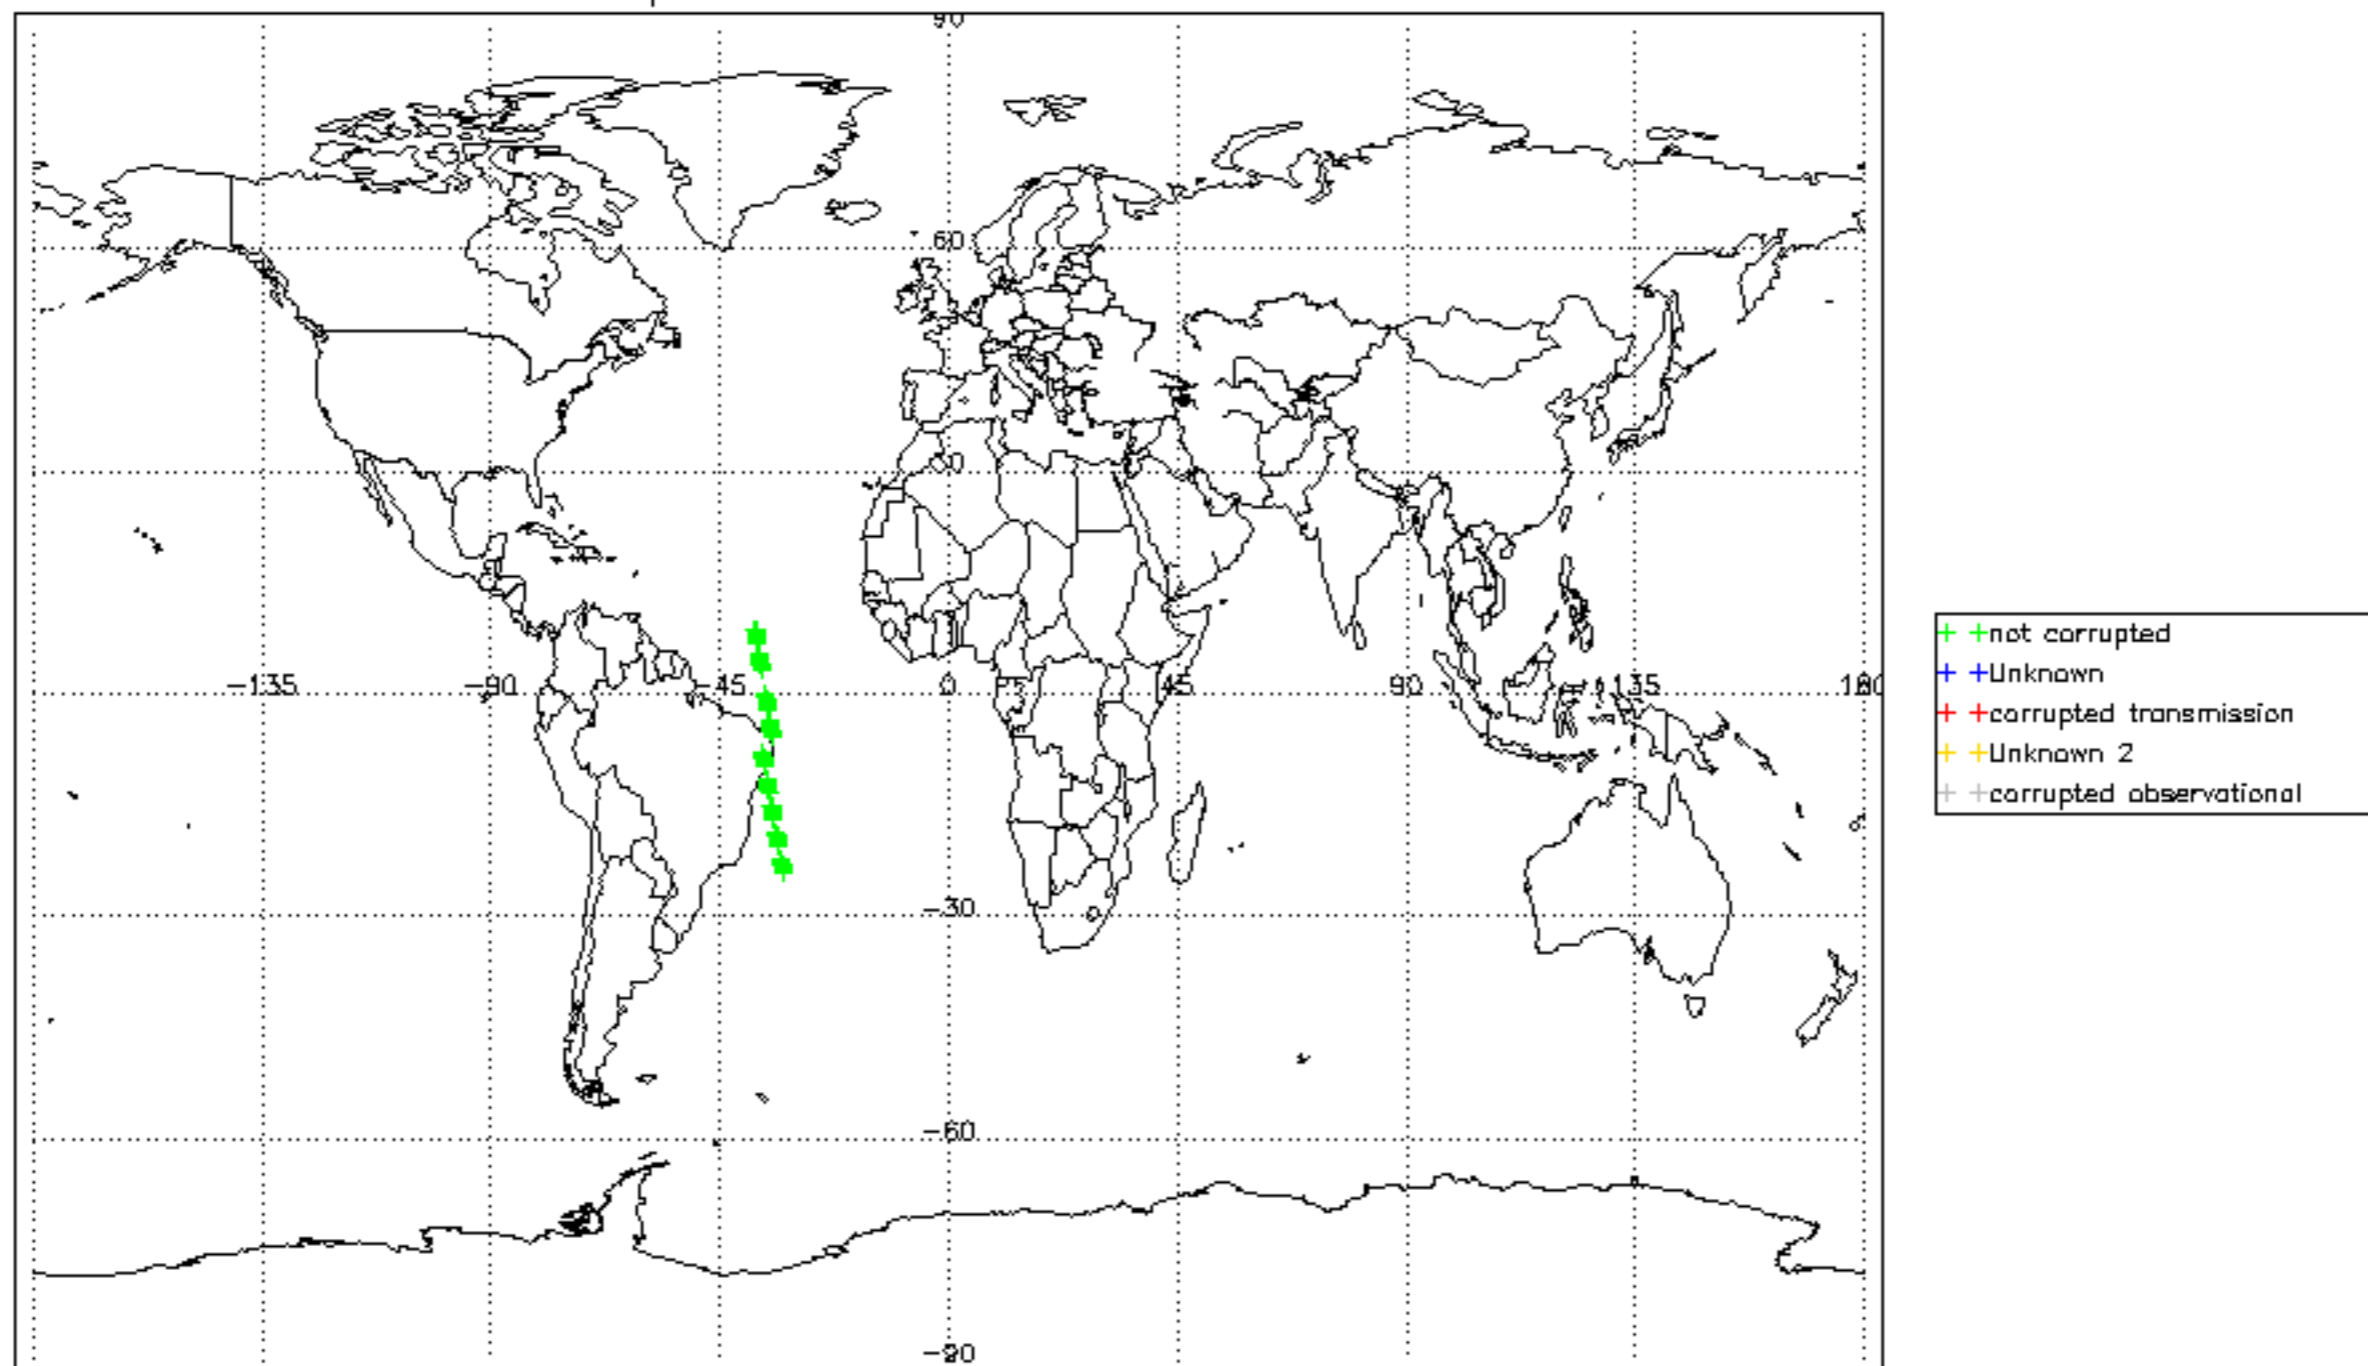 90
60
30
-135 -90 -45 0 45 90 135 180
-30
-60
-90
not corrupted
Unknown
corrupted transmission
Unknown 2
corrupted observational